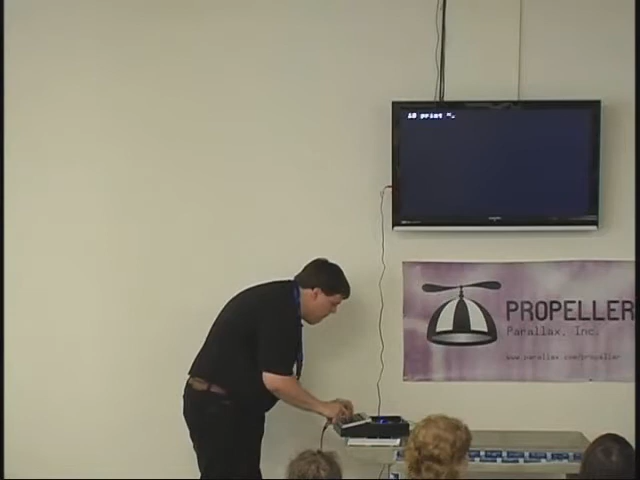 10 print "_
PROPELLER
Parallax, Inc.
www.parallax.com/propeller